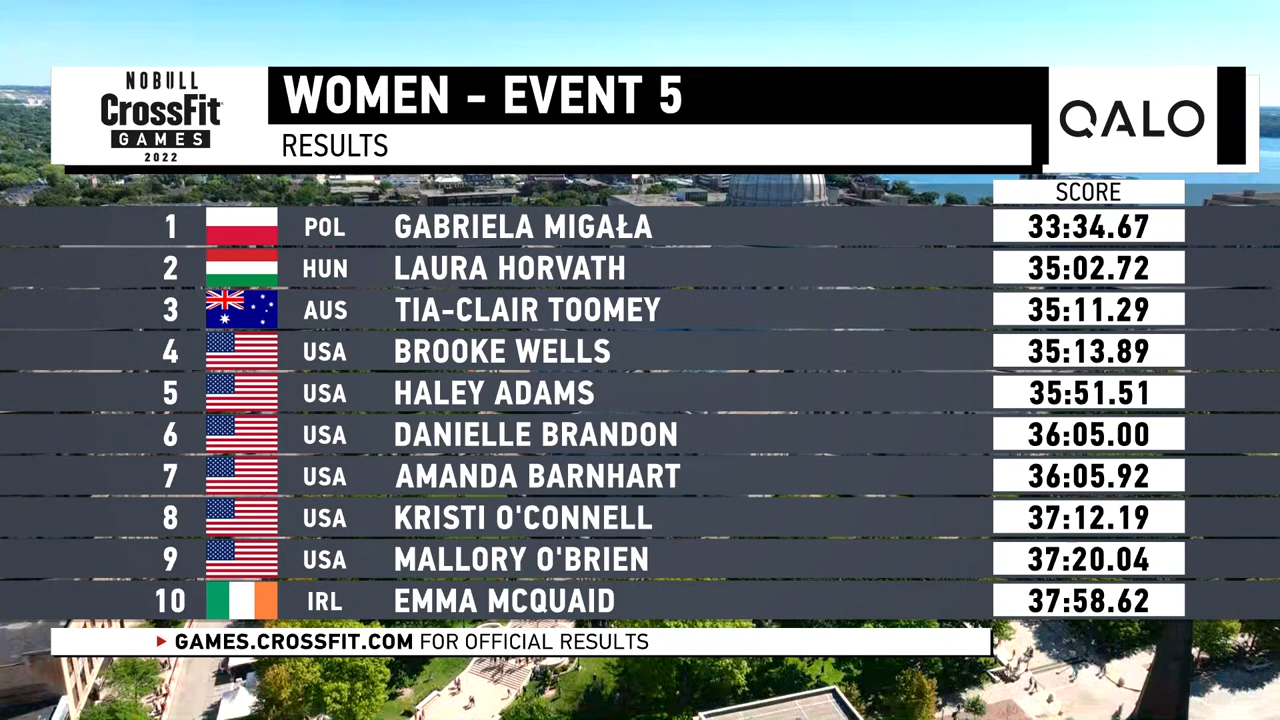 NOBULL
CrossFit
GAMES
2022
WOMEN - EVENT 5
RESULTS
QALO
SCORE
1 POL GABRIELA MIGAŁA 33:34.67
2 HUN LAURA HORVATH 35:02.72
3 AUS TIA-CLAIR TOOMEY 35:11.29
4 USA BROOKE WELLS 35:13.89
5 USA HALEY ADAMS 35:51.51
6 USA DANIELLE BRANDON 36:05.00
7 USA AMANDA BARNHART 36:05.92
8 USA KRISTI O'CONNELL 37:12.19
9 USA MALLORY O'BRIEN 37:20.04
10 IRL EMMA MCQUAID 37:58.62
GAMES.CROSSFIT.COM FOR OFFICIAL RESULTS